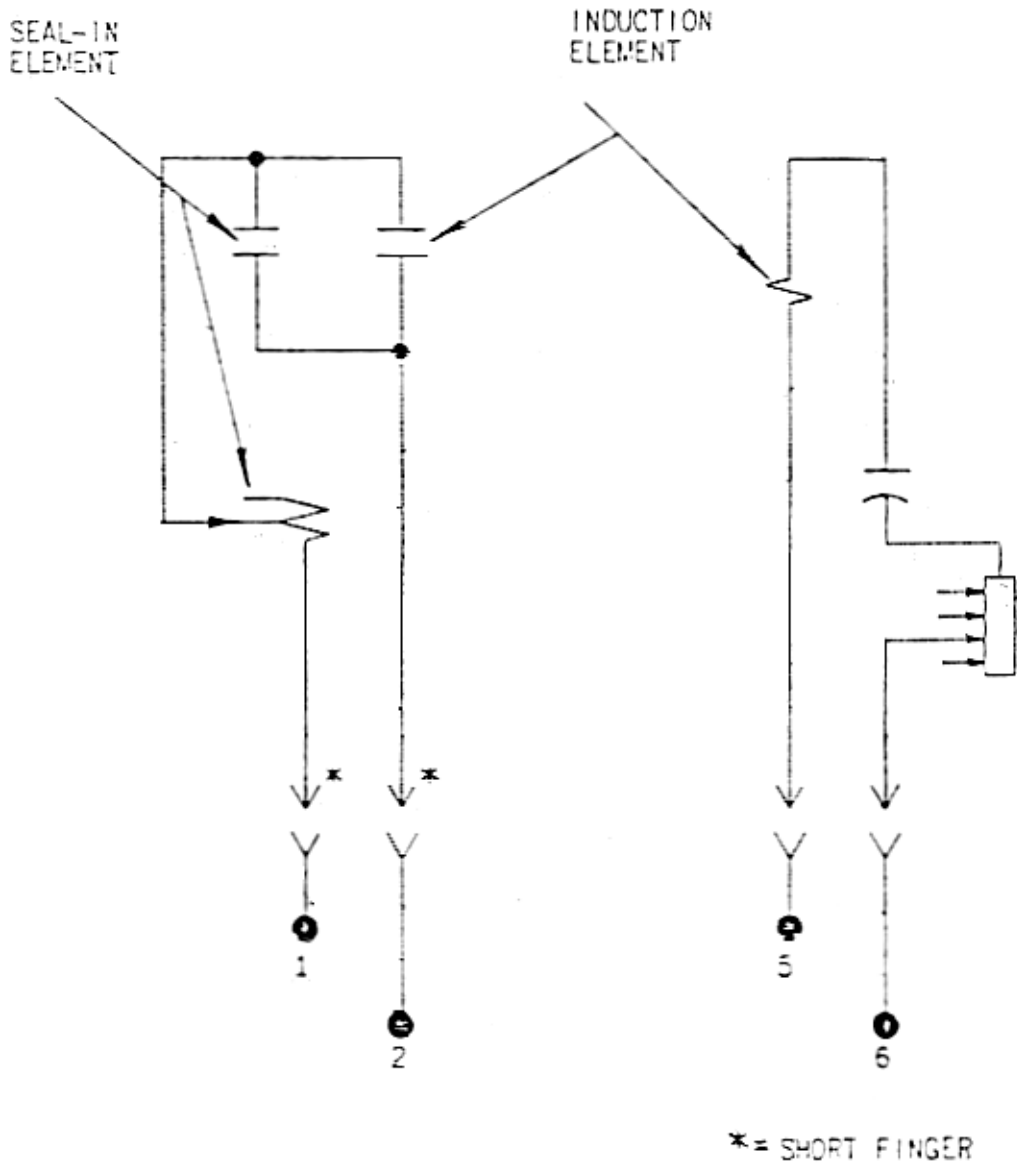 SEAL-IN
ELEMENT
INDUCTION
ELEMENT
*
*
1
5
2
6
* = SHORT FINGER